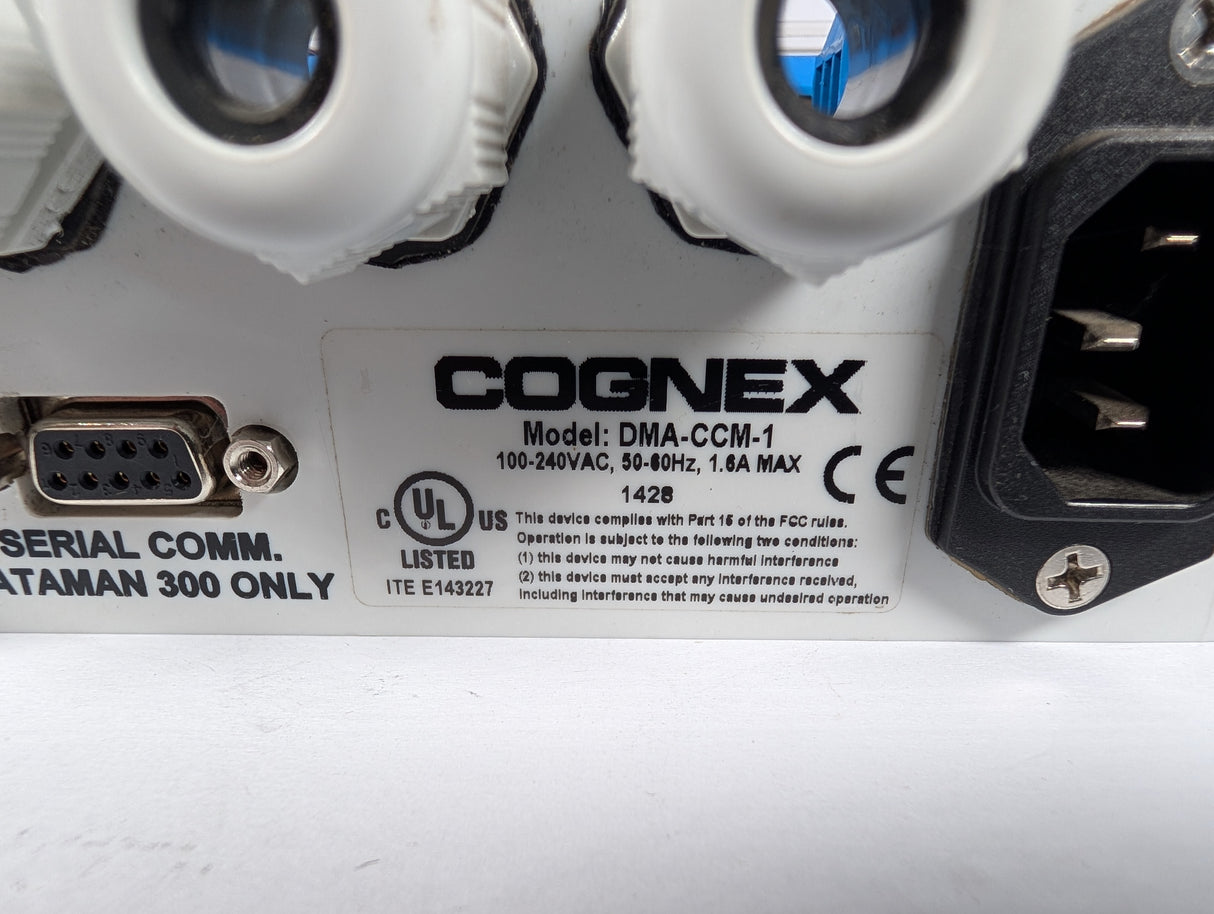 COGNEX
Model: DMA-CCM-1
100-240VAC, 50-60Hz, 1.6A MAX
1428
CE
C UL US
LISTED
ITE E143227
This device complies with Part 15 of the FCC rules.
Operation is subject to the following two conditions:
(1) this device may not cause harmful interference
(2) this device must accept any interference received,
including interference that may cause undesired operation
SERIAL COMM.
ATAMAN 300 ONLY